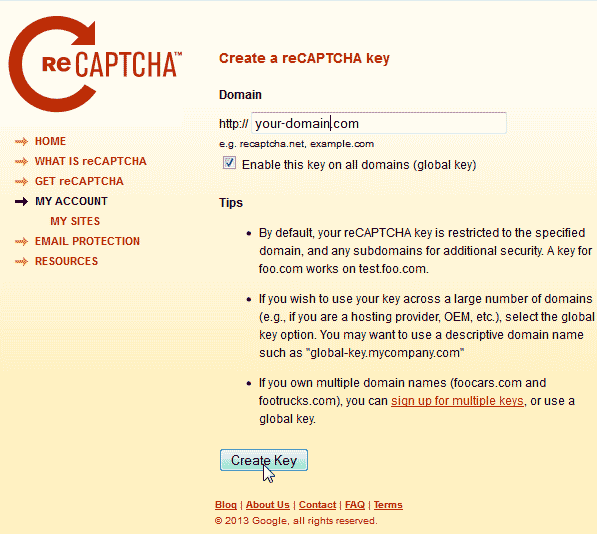 reCAPTCHA™
HOME
WHAT IS reCAPTCHA
GET reCAPTCHA
MY ACCOUNT
MY SITES
EMAIL PROTECTION
RESOURCES
Create a reCAPTCHA key
Domain
http:// your-domain.com
e.g. recaptcha.net, example.com
Enable this key on all domains (global key)
Tips
• By default, your reCAPTCHA key is restricted to the specified
domain, and any subdomains for additional security. A key for
foo.com works on test.foo.com.
• If you wish to use your key across a large number of domains
(e.g., if you are a hosting provider, OEM, etc.), select the global
key option. You may want to use a descriptive domain name
such as "global-key.mycompany.com"
• If you own multiple domain names (foocars.com and
footrucks.com), you can sign up for multiple keys, or use a
global key.
Create Key
Blog | About Us | Contact | FAQ | Terms
© 2013 Google, all rights reserved.